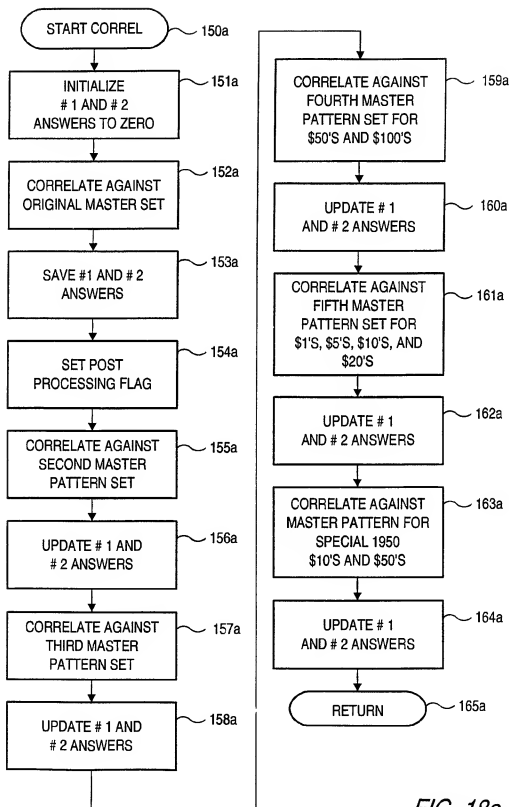 START CORREL
150a
INITIALIZE
# 1 AND # 2
ANSWERS TO ZERO
151a
CORRELATE AGAINST
ORIGINAL MASTER SET
152a
SAVE #1 AND # 2
ANSWERS
153a
SET POST
PROCESSING FLAG
154a
CORRELATE AGAINST
SECOND MASTER
PATTERN SET
155a
UPDATE # 1 AND
# 2 ANSWERS
156a
CORRELATE AGAINST
THIRD MASTER
PATTERN SET
157a
UPDATE # 1 AND
# 2 ANSWERS
158a
CORRELATE AGAINST
FOURTH MASTER
PATTERN SET FOR
$50'S AND $100'S
159a
UPDATE # 1
AND # 2 ANSWERS
160a
CORRELATE AGAINST
FIFTH MASTER
PATTERN SET FOR
$1'S, $5'S, $10'S, AND
$20'S
161a
UPDATE # 1
AND # 2 ANSWERS
162a
CORRELATE AGAINST
MASTER PATTERN FOR
SPECIAL 1950
$10'S AND $50'S
163a
UPDATE # 1
AND # 2 ANSWERS
164a
RETURN
165a
FIG. 18a